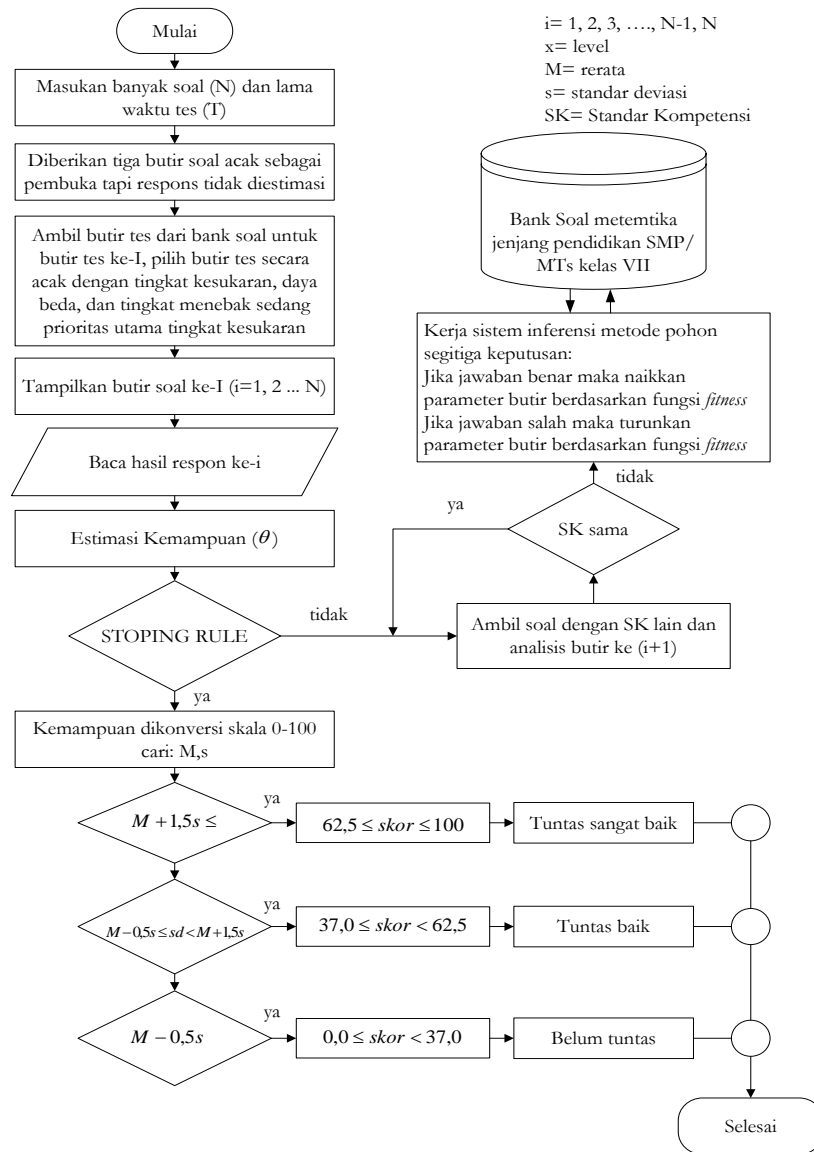 Mulai
Masukan banyak soal (N) dan lama
waktu tes (T)
Diberikan tiga butir soal acak sebagai
pembuka tapi respons tidak diestimasi
Ambil butir tes dari bank soal untuk
butir tes ke-I, pilih butir tes secara
acak dengan tingkat kesukaran, daya
beda, dan tingkat menebak sedang
prioritas utama tingkat kesukaran
Tampilkan butir soal ke-I (i=1, 2 ... N)
Baca hasil respon ke-i
Estimasi Kemampuan (θ)
STOPING RULE
tidak
ya
i= 1, 2, 3, …., N-1, N
x= level
M= rerata
s= standar deviasi
SK= Standar Kompetensi
Bank Soal metemtika
jenjang pendidikan SMP/
MTs kelas VII
Kerja sistem inferensi metode pohon
segitiga keputusan:
Jika jawaban benar maka naikkan
parameter butir berdasarkan fungsi fitness
Jika jawaban salah maka turunkan
parameter butir berdasarkan fungsi fitness
tidak
ya
SK sama
Ambil soal dengan SK lain dan
analisis butir ke (i+1)
Kemampuan dikonversi skala 0-100
cari: M,s
M +1,5s ≤
ya
62,5 ≤ skor ≤ 100
Tuntas sangat baik
M −0,5s ≤ sd < M +1,5s
ya
37,0 ≤ skor < 62,5
Tuntas baik
M −0,5s
ya
0,0 ≤ skor < 37,0
Belum tuntas
Selesai